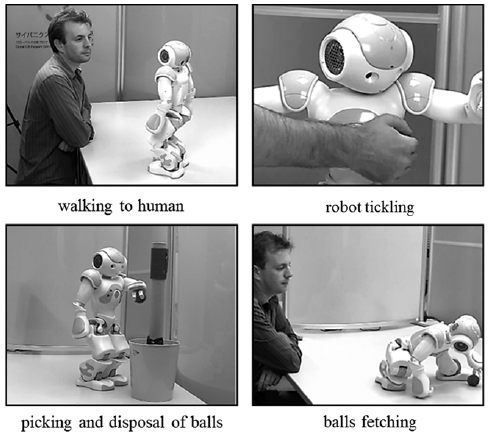 サイバニクス
walking to human
robot tickling
picking and disposal of balls
balls fetching